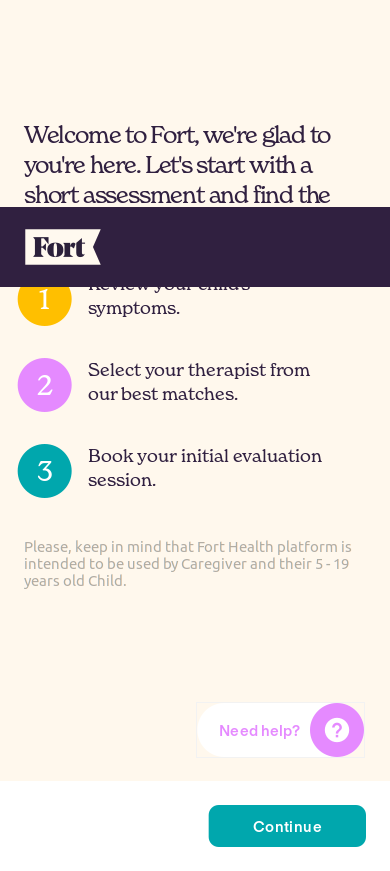 Welcome to Fort, we're glad to
you're here. Let's start with a
short assessment and find the
Fort
1
Review your child's
symptoms.
2
Select your therapist from
our best matches.
3
Book your initial evaluation
session.
Please, keep in mind that Fort Health platform is
intended to be used by Caregiver and their 5 - 19
years old Child.
Need help?
Continue